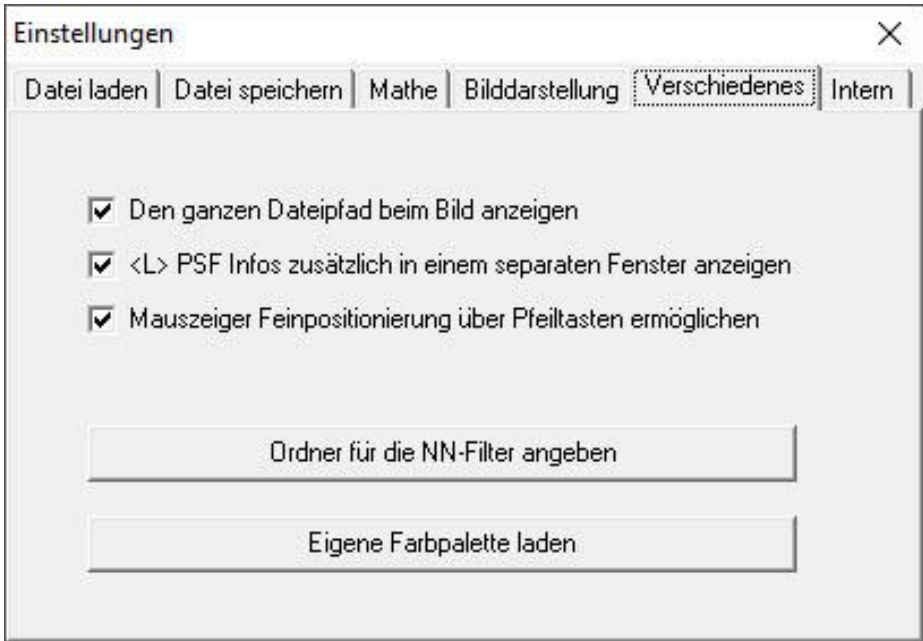 Einstellungen
Datei laden Datei speichern Mathe Bilddarstellung Verschiedenes Intern
Den ganzen Dateipfad beim Bild anzeigen
<L> PSF Infos zusätzlich in einem separaten Fenster anzeigen
Mauszeiger Feinpositionierung über Pfeiltasten ermöglichen
Ordner für die NN-Filter angeben
Eigene Farbpalette laden